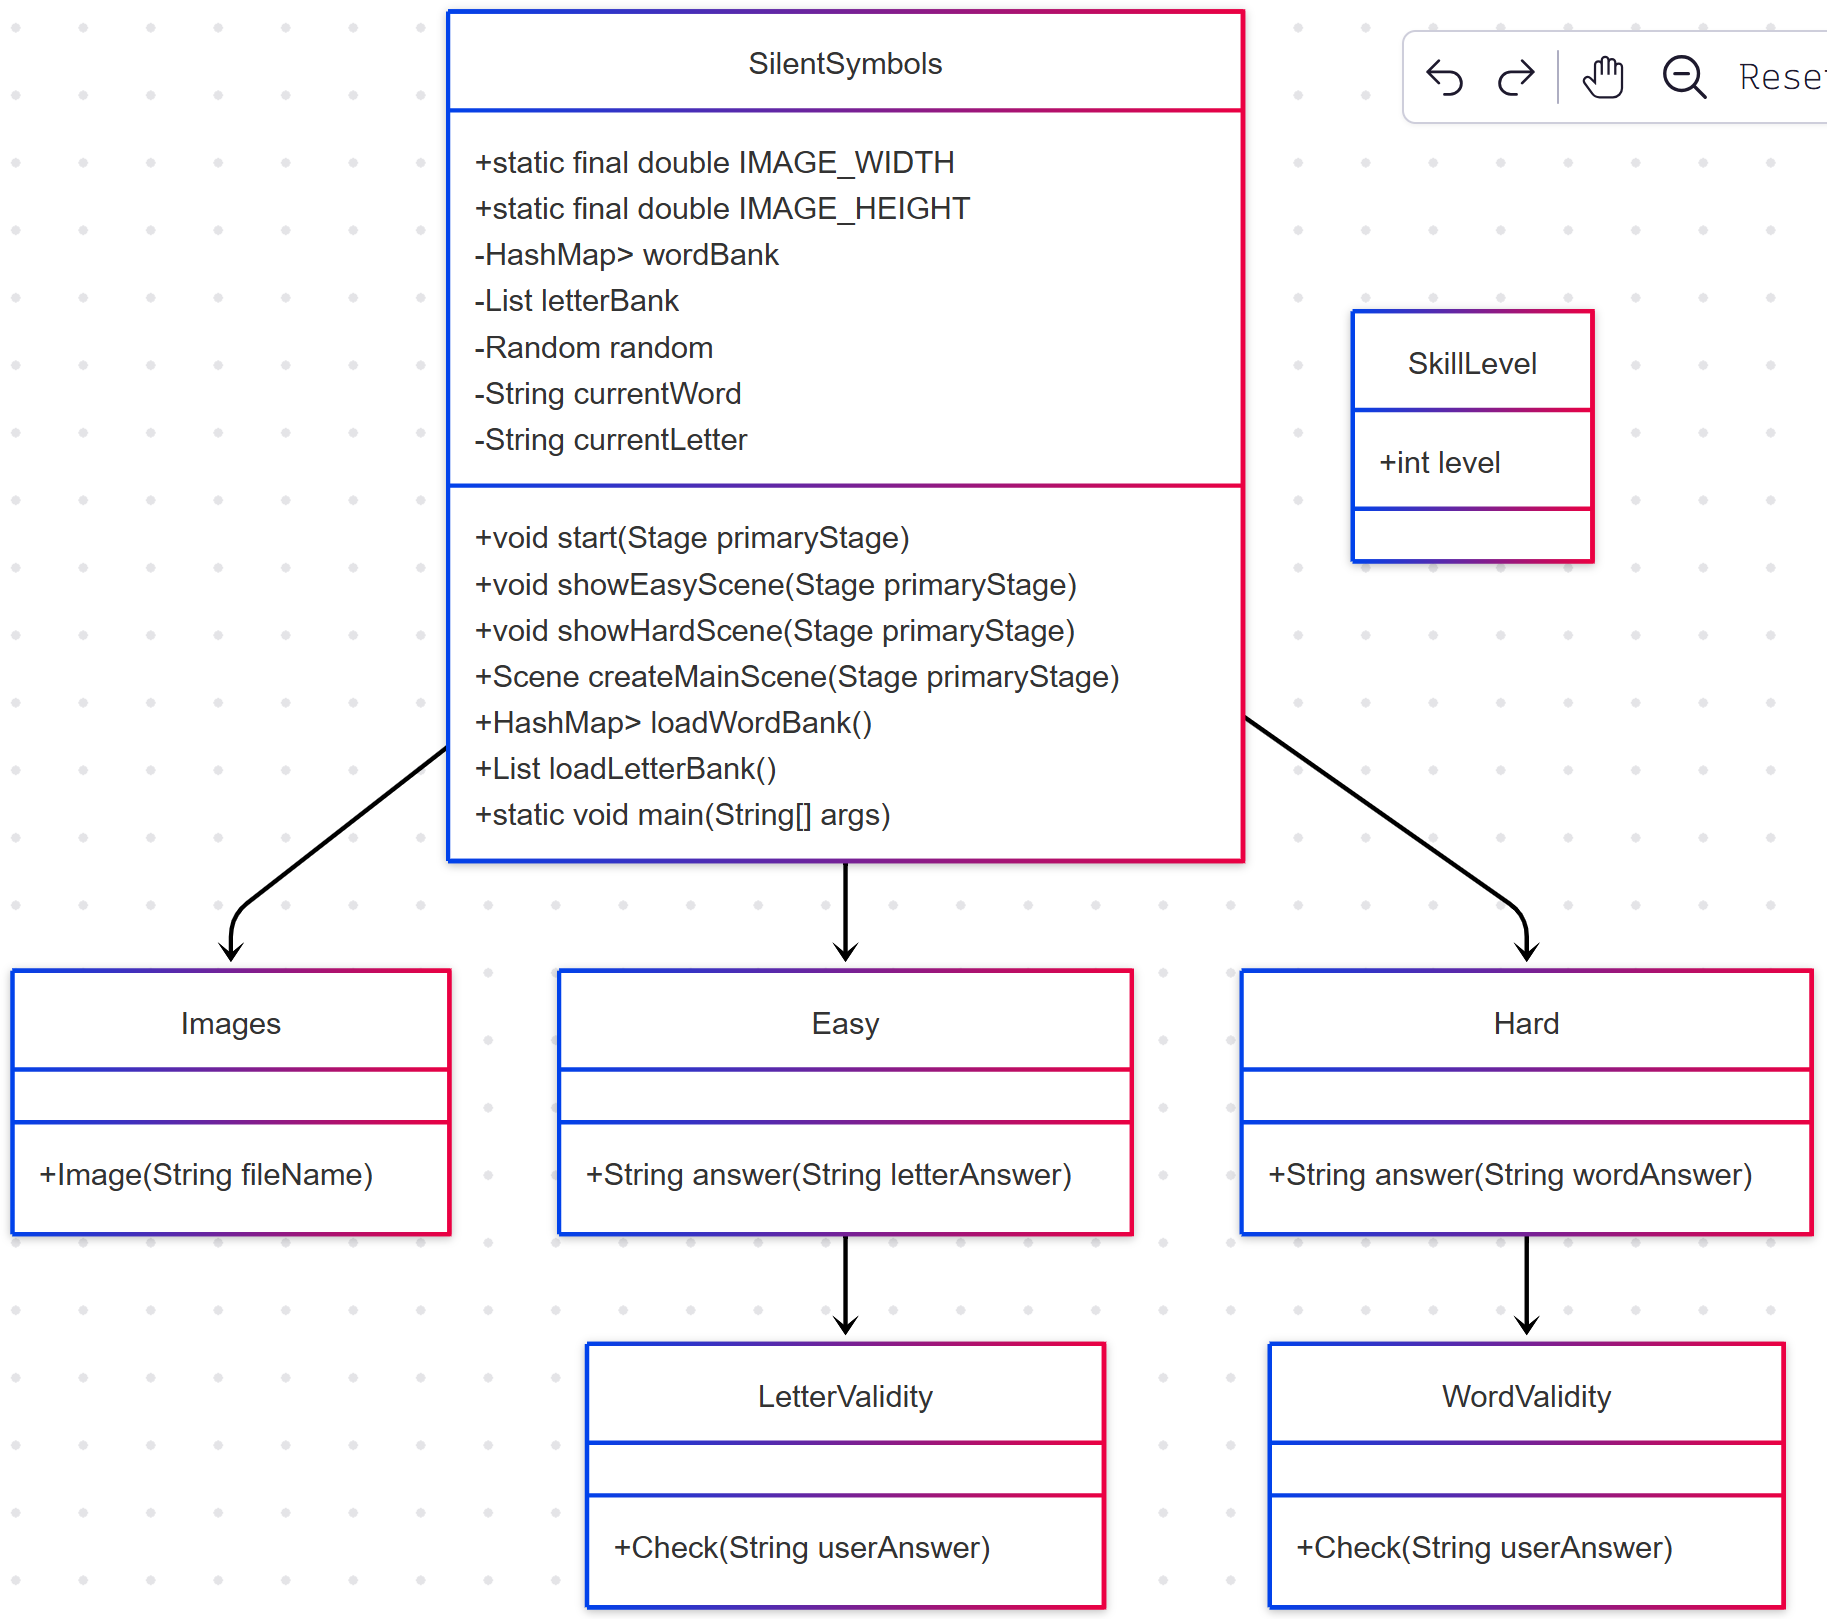 SilentSymbols
+static final double IMAGE_WIDTH
+static final double IMAGE_HEIGHT
-HashMap> wordBank
-List letterBank
-Random random
-String currentWord
-String currentLetter
+void start(Stage primaryStage)
+void showEasyScene(Stage primaryStage)
+void showHardScene(Stage primaryStage)
+Scene createMainScene(Stage primaryStage)
+HashMap> loadWordBank()
+List loadLetterBank()
+static void main(String[] args)
SkillLevel
+int level
Images
+Image(String fileName)
Easy
+String answer(String letterAnswer)
Hard
+String answer(String wordAnswer)
LetterValidity
+Check(String userAnswer)
WordValidity
+Check(String userAnswer)